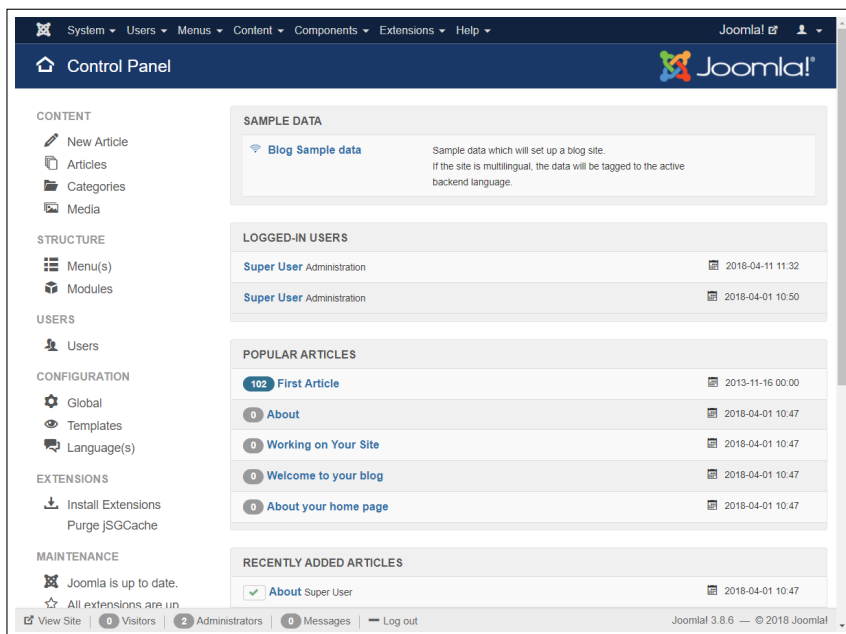 System Users Menus Content Components Extensions Help Joomla!
Control Panel Joomla!®
CONTENT
New Article
Articles
Categories
Media
STRUCTURE
Menu(s)
Modules
USERS
Users
CONFIGURATION
Global
Templates
Language(s)
EXTENSIONS
Install Extensions
Purge jSGCache
MAINTENANCE
Joomla is up to date.
All extensions are up
SAMPLE DATA
Blog Sample data
Sample data which will set up a blog site.
If the site is multilingual, the data will be tagged to the active
backend language.
LOGGED-IN USERS
Super User Administration 2018-04-11 11:32
Super User Administration 2018-04-01 10:50
POPULAR ARTICLES
102 First Article 2013-11-16 00:00
0 About 2018-04-01 10:47
0 Working on Your Site 2018-04-01 10:47
0 Welcome to your blog 2018-04-01 10:47
0 About your home page 2018-04-01 10:47
RECENTLY ADDED ARTICLES
About Super User 2018-04-01 10:47
View Site 0 Visitors 2 Administrators 0 Messages Log out Joomla! 3.8.6 — © 2018 Joomla!